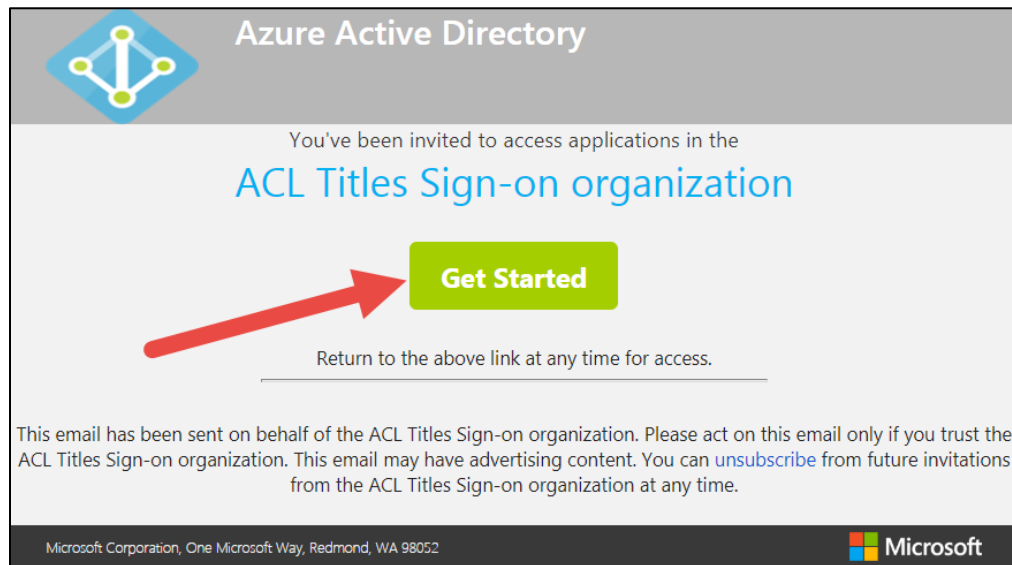 Azure Active Directory
You've been invited to access applications in the
ACL Titles Sign-on organization
Get Started
Return to the above link at any time for access.
This email has been sent on behalf of the ACL Titles Sign-on organization. Please act on this email only if you trust the
ACL Titles Sign-on organization. This email may have advertising content. You can unsubscribe from future invitations
from the ACL Titles Sign-on organization at any time.
Microsoft Corporation, One Microsoft Way, Redmond, WA 98052
Microsoft